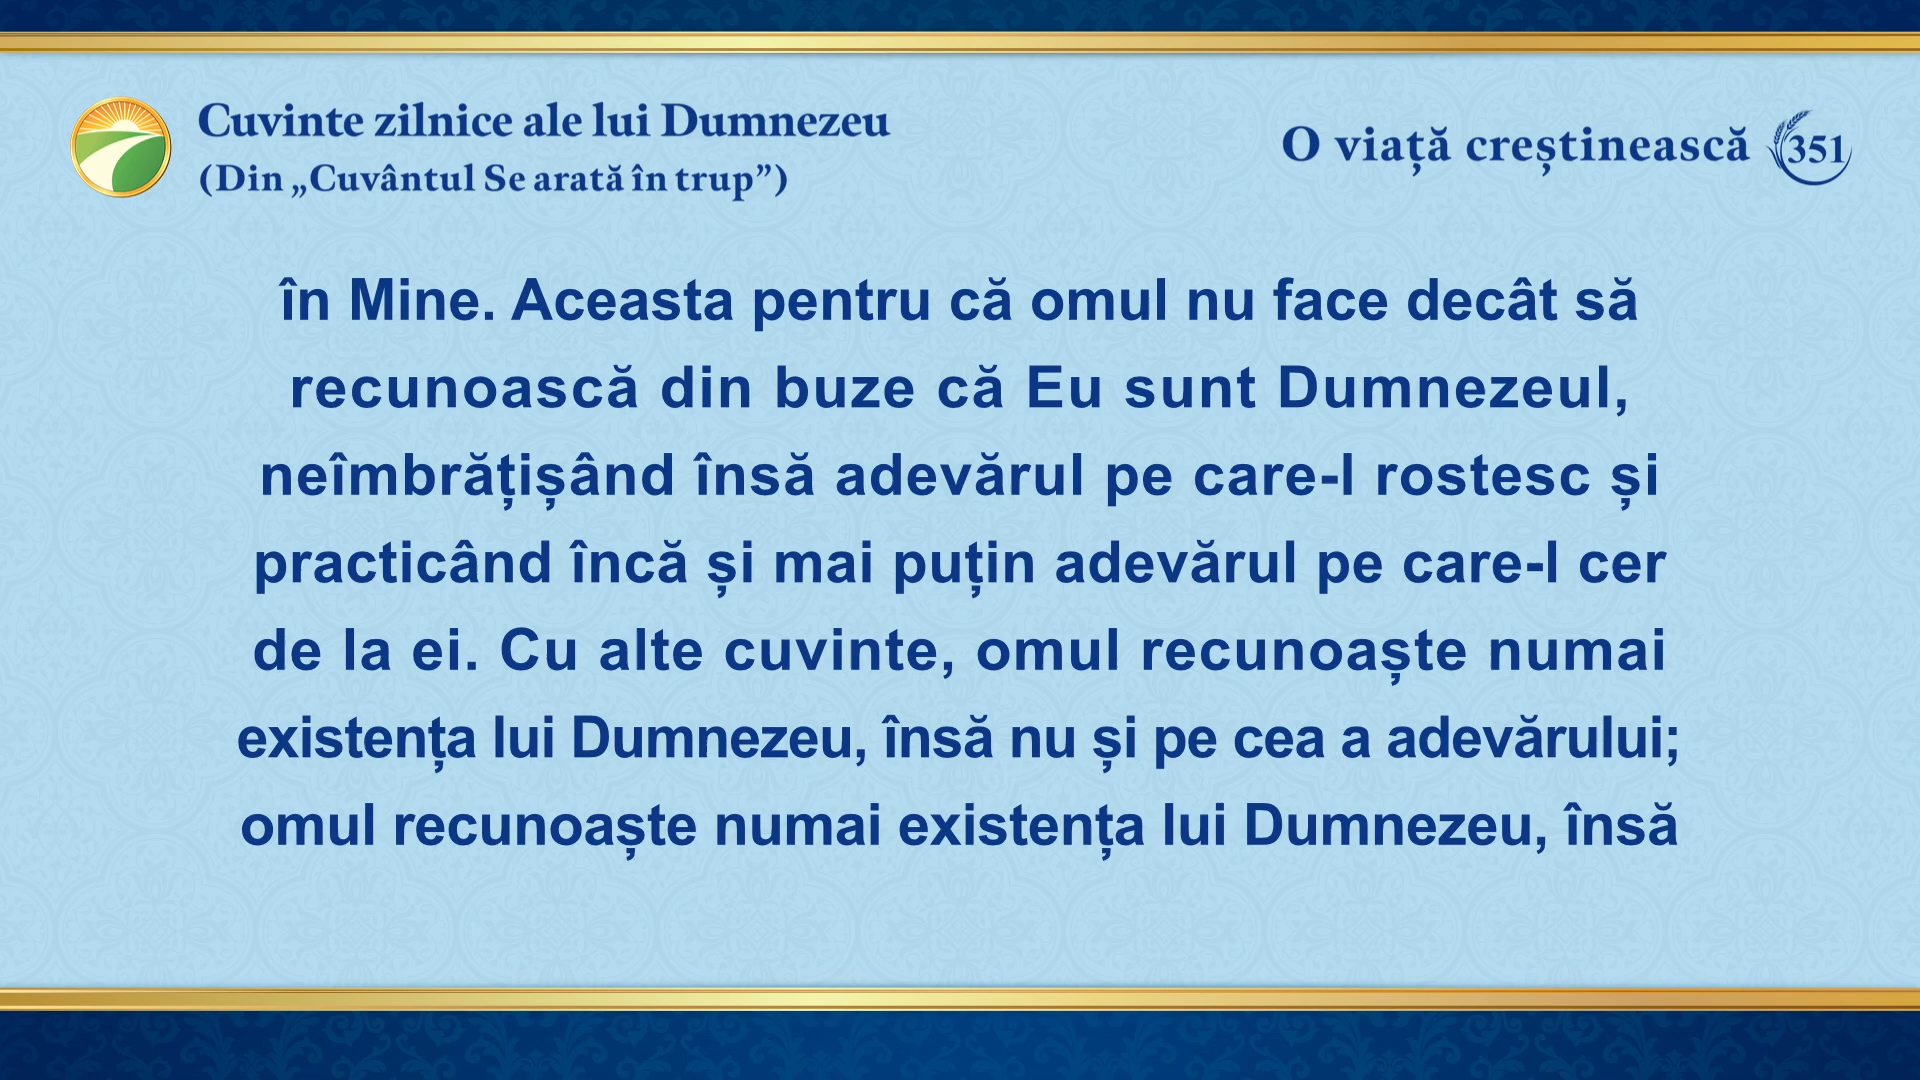 Cuvinte zilnice ale lui Dumnezeu
(Din „Cuvântul Se arată în trup”)
O viață creștinească 351
în Mine. Aceasta pentru că omul nu face decât să
recunoască din buze că Eu sunt Dumnezeul,
neîmbrățișând însă adevărul pe care-l rostesc și
practicând încă și mai puțin adevărul pe care-l cer
de la ei. Cu alte cuvinte, omul recunoaște numai
existența lui Dumnezeu, însă nu și pe cea a adevărului;
omul recunoaște numai existența lui Dumnezeu, însă